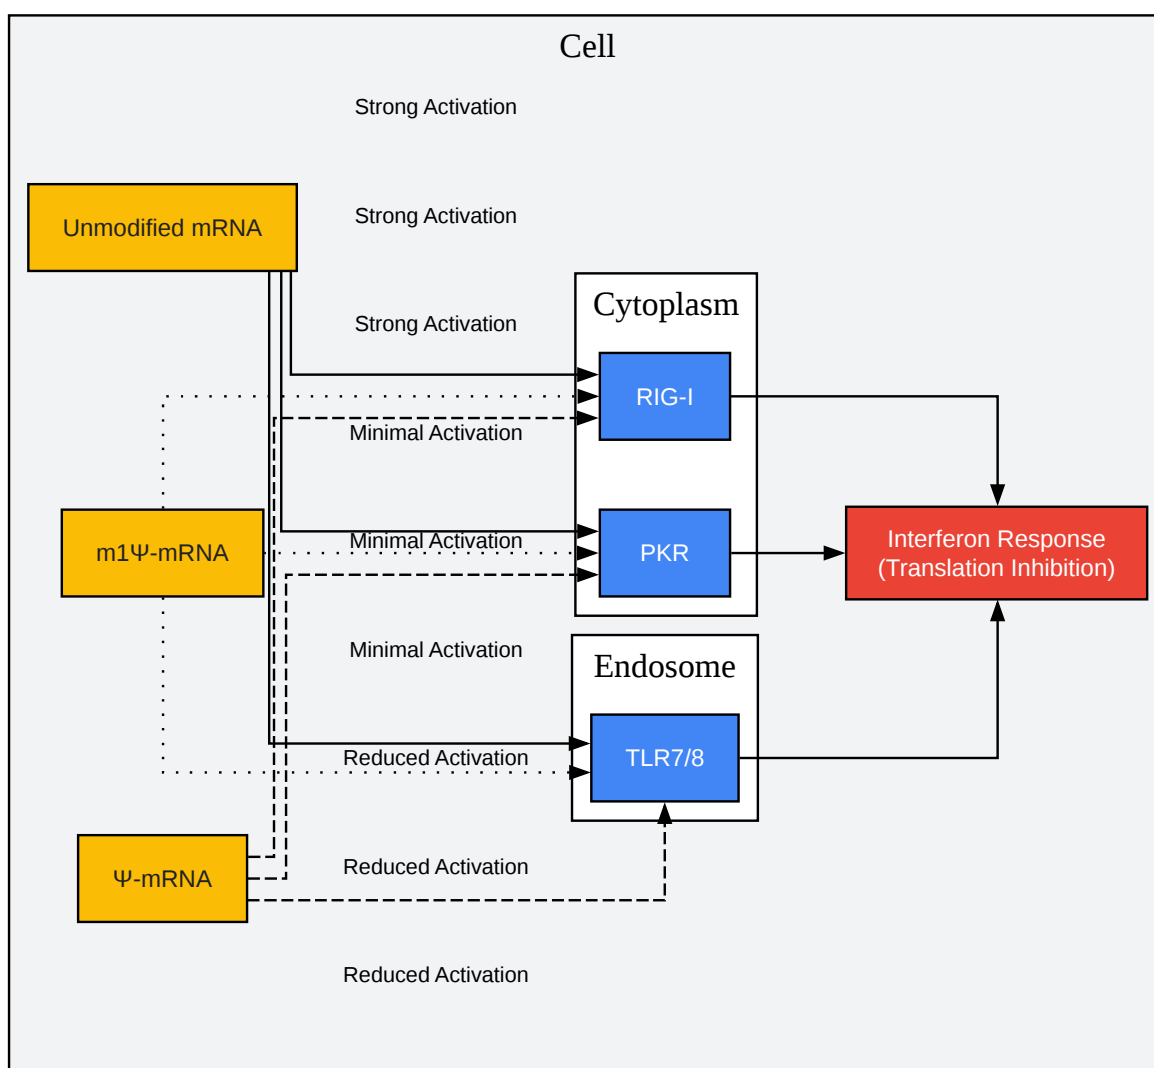 Cell
Strong Activation
Unmodified mRNA
Strong Activation
Cytoplasm
Strong Activation
RIG-I
Minimal Activation
m1Ψ-mRNA
Minimal Activation
PKR
Interferon Response
(Translation Inhibition)
Minimal Activation
Endosome
Reduced Activation
TLR7/8
Ψ-mRNA
Reduced Activation
Reduced Activation